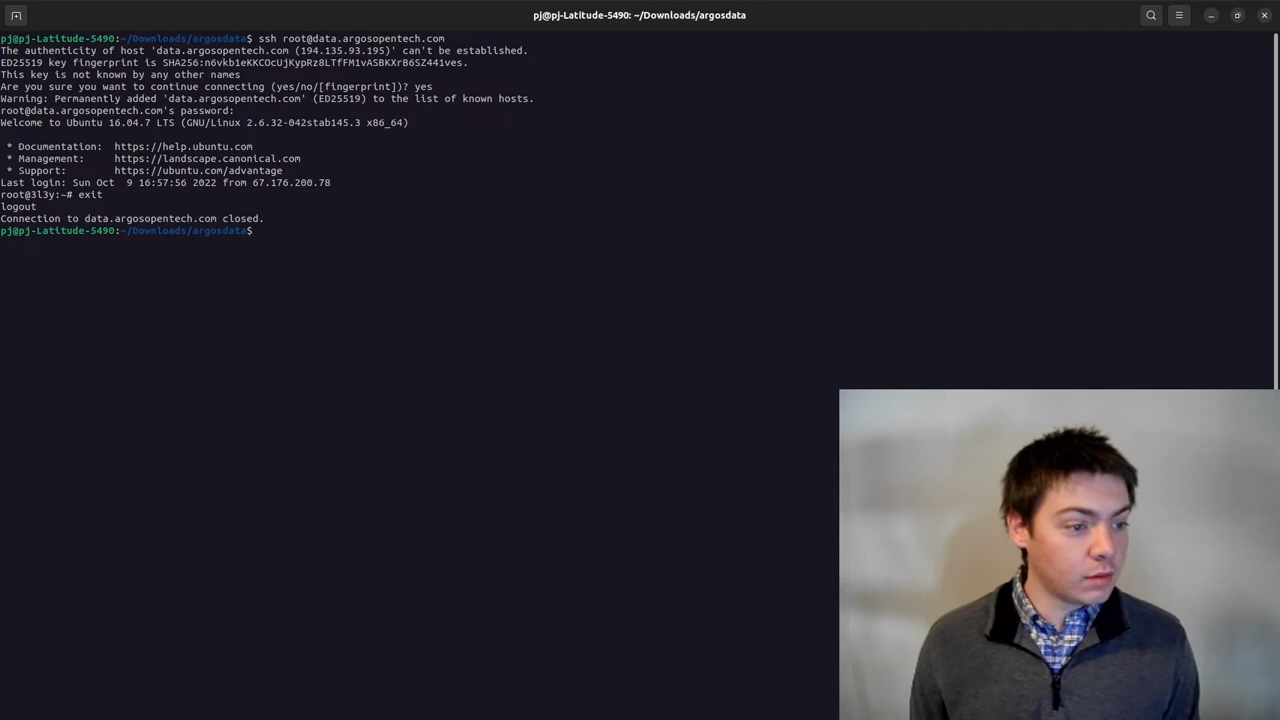 pj@pj-Latitude-5490: ~/Downloads/argosdata
pj@pj-Latitude-5490:~/Downloads/argosdata$ ssh root@data.argosopentech.com
The authenticity of host 'data.argosopentech.com (194.135.93.195)' can't be established.
ED25519 key fingerprint is SHA256:n6vkb1eKKCOcUjKypRz8LTfFM1vASBKXrB6SZ441ves.
This key is not known by any other names
Are you sure you want to continue connecting (yes/no/[fingerprint])? yes
Warning: Permanently added 'data.argosopentech.com' (ED25519) to the list of known hosts.
root@data.argosopentech.com's password:
Welcome to Ubuntu 16.04.7 LTS (GNU/Linux 2.6.32-042stab145.3 x86_64)
* Documentation:  https://help.ubuntu.com
* Management:     https://landscape.canonical.com
* Support:        https://ubuntu.com/advantage
Last login: Sun Oct  9 16:57:56 2022 from 67.176.200.78
root@3l3y:~# exit
logout
Connection to data.argosopentech.com closed.
pj@pj-Latitude-5490:~/Downloads/argosdata$